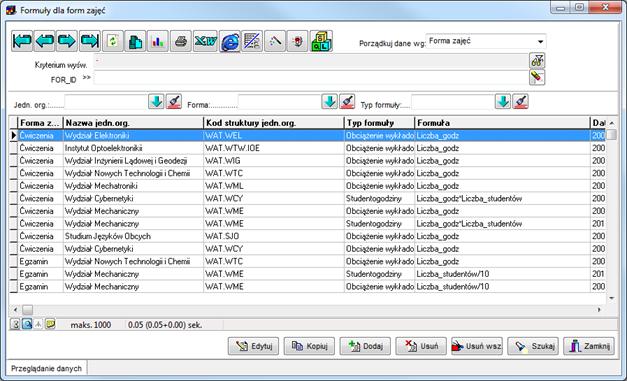 Formuły dla form zajęć
Porządkuj dane wg: Forma zajęć
Kryterium wyśw. -
FOR_ID >>
Jedn. org.:...... Forma:........ Typ formuły:....
Forma z... Nazwa jedn.org. Kod struktury jedn.org. Typ formuły Formuła Dat
Ćwiczenia Wydział Elektroniki WAT.WEL Obciążenie wykłado Liczba_godz 200
Ćwiczenia Instytut Optoelektroniki WAT.WTW.IOE Obciążenie wykłado Liczba_godz 200
Ćwiczenia Wydział Inżynierii Lądowej i Geodezji WAT.WIG Obciążenie wykłado Liczba_godz 200
Ćwiczenia Wydział Nowych Technologii i Chemii WAT.WTC Obciążenie wykłado Liczba_godz 200
Ćwiczenia Wydział Mechatroniki WAT.WML Obciążenie wykłado Liczba_godz 200
Ćwiczenia Wydział Cybernetyki WAT.WCY Studentogodziny Liczba_godz*Liczba_studentów 200
Ćwiczenia Wydział Mechaniczny WAT.WME Obciążenie wykłado Liczba_godz 200
Ćwiczenia Wydział Mechaniczny WAT.WME Studentogodziny Liczba_godz*Liczba_studentów 201
Ćwiczenia Studium Języków Obcych WAT.SJO Obciążenie wykłado Liczba_godz 200
Ćwiczenia Wydział Cybernetyki WAT.WCY Obciążenie wykłado Liczba_godz 200
Egzamin Wydział Nowych Technologii i Chemii WAT.WTC Obciążenie wykłado Liczba_godz 200
Egzamin Wydział Mechaniczny WAT.WME Studentogodziny Liczba_studentów/10 201
Egzamin Wydział Mechaniczny WAT.WME Obciążenie wykłado Liczba_studentów/10 200
maks. 1000 0.05 (0.05+0.00) sek.
Edytuj Kopiuj Dodaj Usuń Usuń wsz. Szukaj Zamknij
Przeglądanie danych